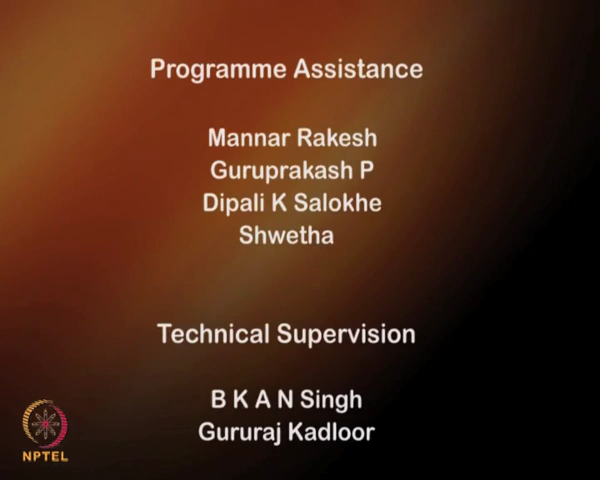 Programme Assistance
Mannar Rakesh
Guruprakash P
Dipali K Salokhe
Shwetha
Technical Supervision
B K A N Singh
Gururaj Kadloor
NPTEL